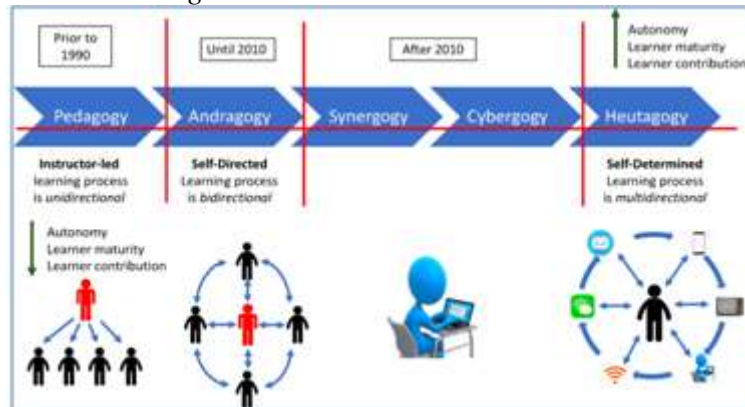 Prior to
1990
Until 2010
After 2010
Autonomy
Learner maturity
Learner contribution
Pedagogy
Andragogy
Synergogy
Cybergogy
Heutagogy
Instructor-led
learning process
is unidirectional
Self-Directed
Learning process
is bidirectional
Self-Determined
Learning process
is multidirectional
Autonomy
Learner maturity
Learner contribution